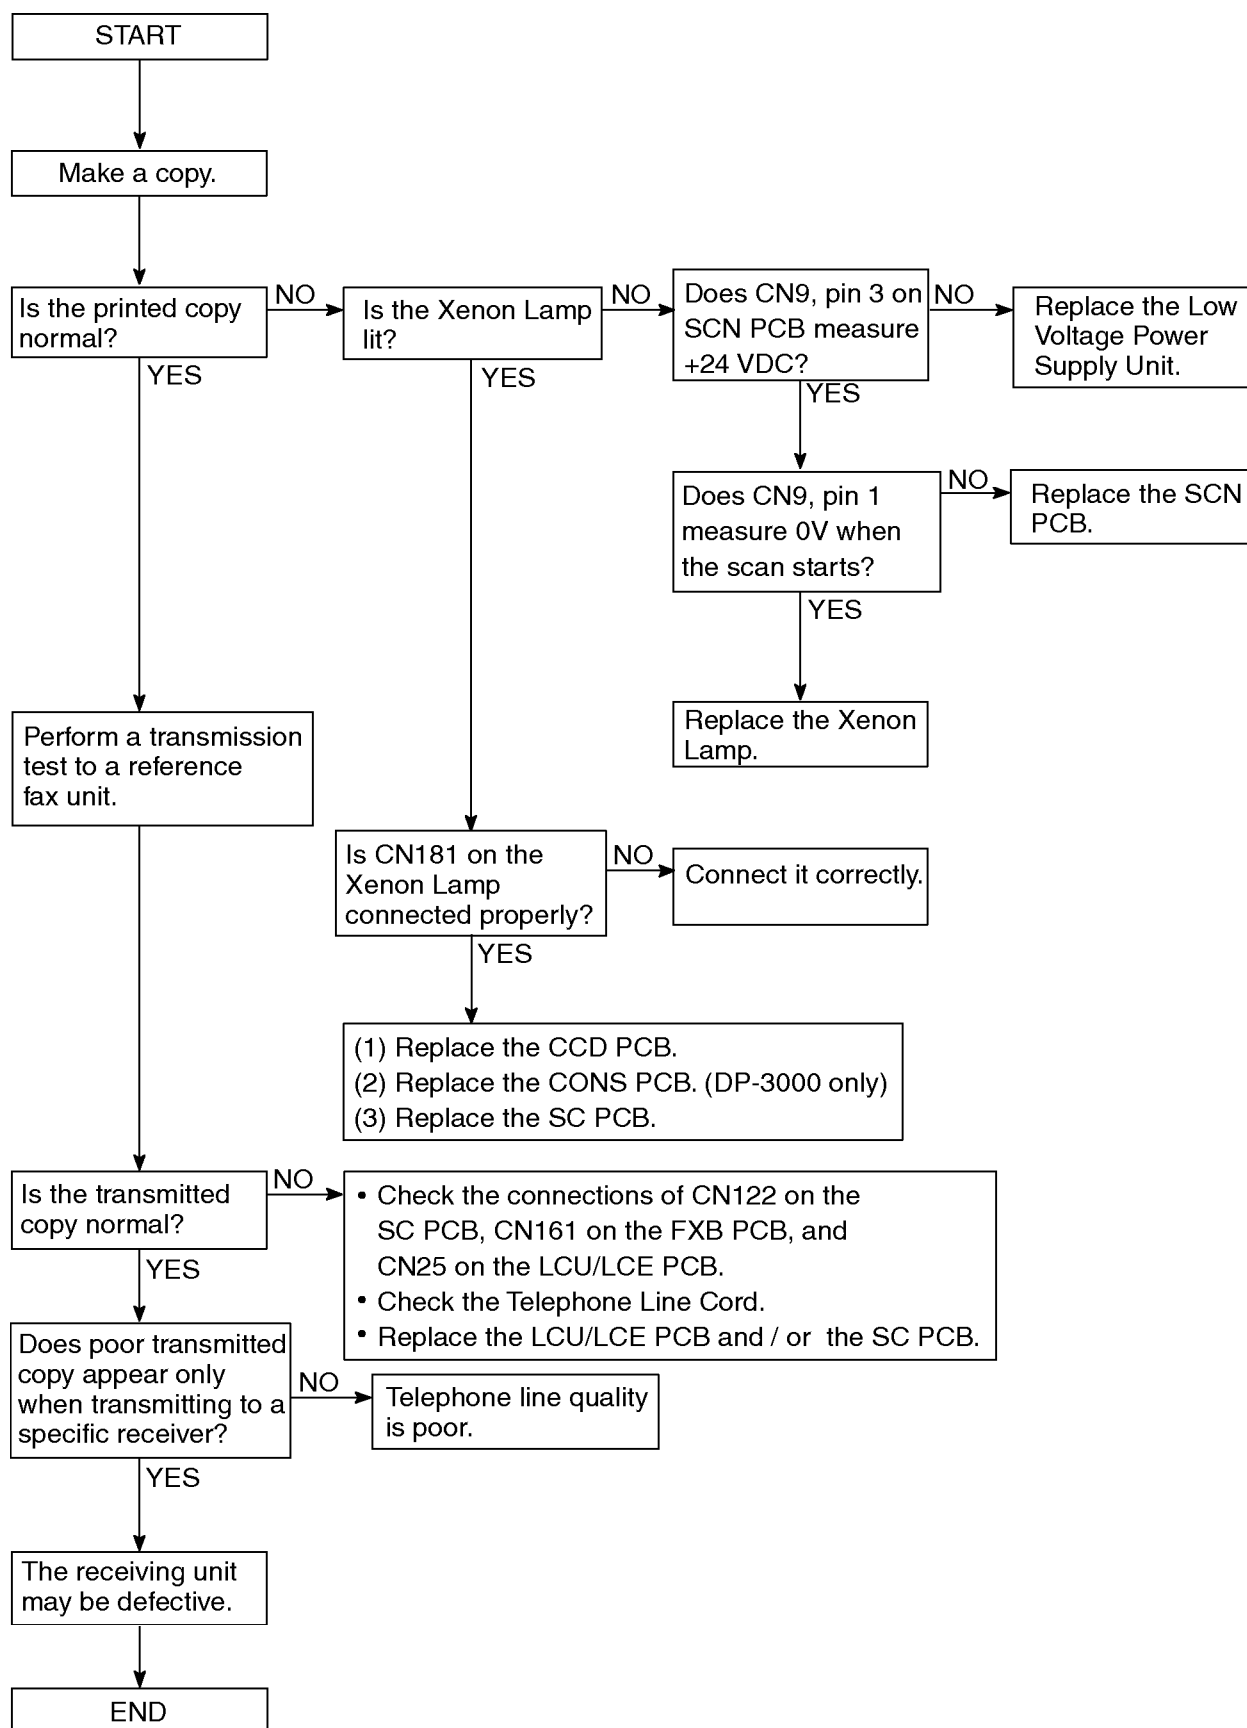 START
Make a copy.
Is the printed copy
normal?
NO
YES
Is the Xenon Lamp
lit?
NO
YES
Does CN9, pin 3 on
SCN PCB measure
+24 VDC?
NO
YES
Replace the Low
Voltage Power
Supply Unit.
Does CN9, pin 1
measure 0V when
the scan starts?
NO
YES
Replace the SCN
PCB.
Replace the Xenon
Lamp.
Perform a transmission
test to a reference
fax unit.
Is CN181 on the
Xenon Lamp
connected properly?
NO
YES
Connect it correctly.
(1) Replace the CCD PCB.
(2) Replace the CONS PCB. (DP-3000 only)
(3) Replace the SC PCB.
Is the transmitted
copy normal?
NO
YES
• Check the connections of CN122 on the
SC PCB, CN161 on the FXB PCB, and
CN25 on the LCU/LCE PCB.
• Check the Telephone Line Cord.
• Replace the LCU/LCE PCB and / or the SC PCB.
Does poor transmitted
copy appear only
when transmitting to a
specific receiver?
NO
YES
Telephone line quality
is poor.
The receiving unit
may be defective.
END